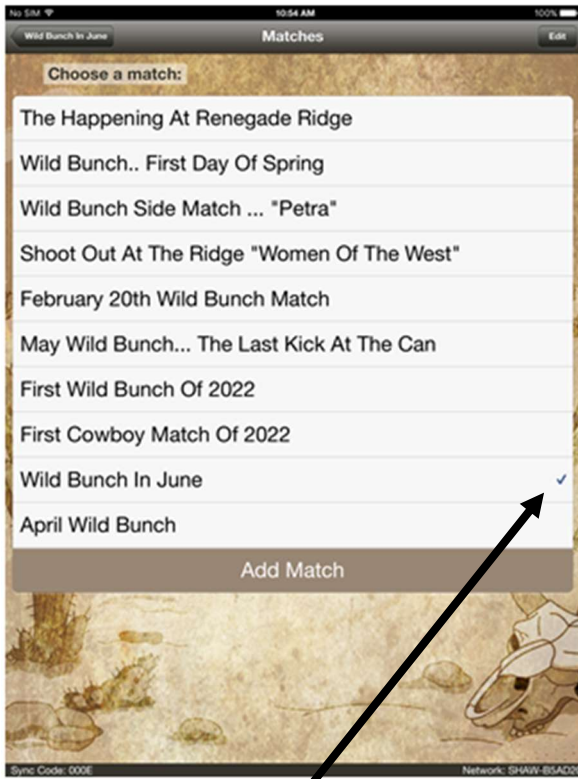 No SIM 10:54 AM 100%
Wild Bunch In June Matches Edit
Choose a match:
The Happening At Renegade Ridge
Wild Bunch.. First Day Of Spring
Wild Bunch Side Match ... "Petra"
Shoot Out At The Ridge "Women Of The West"
February 20th Wild Bunch Match
May Wild Bunch... The Last Kick At The Can
First Wild Bunch Of 2022
First Cowboy Match Of 2022
Wild Bunch In June
April Wild Bunch
Add Match
Sync Code: 000E Network: SHAW-B5AD20